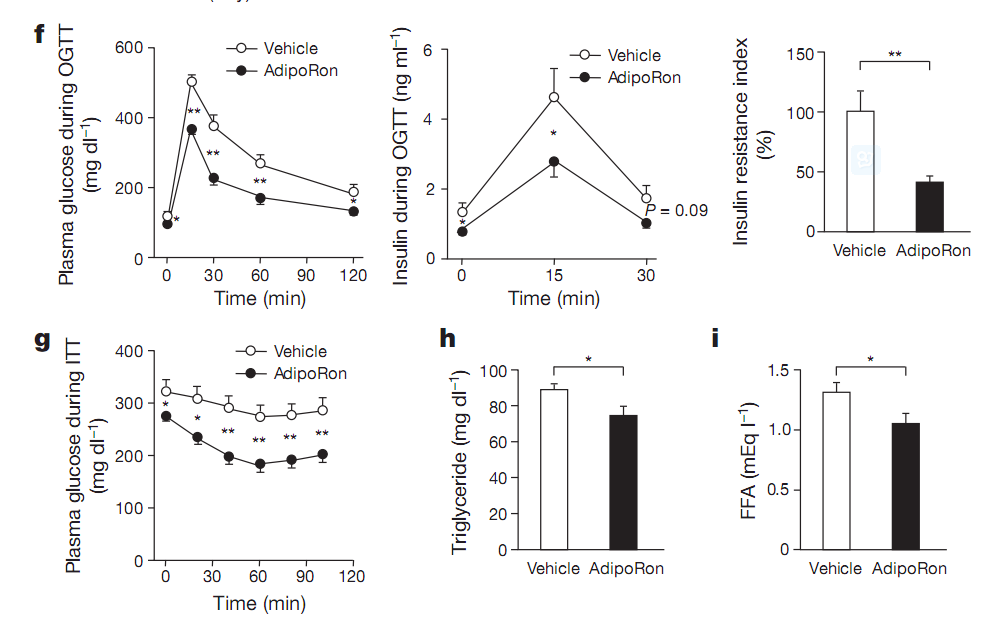 f
Plasma glucose during OGTT
(mg dl⁻¹)
600
400
200
0
Vehicle
AdipoRon
*
**
**
**
*
0 30 60 90 120
Time (min)
Insulin during OGTT (ng ml⁻¹)
6
4
2
0
Vehicle
AdipoRon
*
*
P = 0.09
0 15 30
Time (min)
Insulin resistance index
(%)
150
100
50
0
**
Vehicle AdipoRon
g
Plasma glucose during ITT
(mg dl⁻¹)
400
300
200
100
0
Vehicle
AdipoRon
*
*
**
**
**
**
0 30 60 90 120
Time (min)
h
Triglyceride (mg dl⁻¹)
100
80
60
40
20
0
*
Vehicle AdipoRon
i
FFA (mEq l⁻¹)
1.5
1.0
0.5
0
*
Vehicle AdipoRon